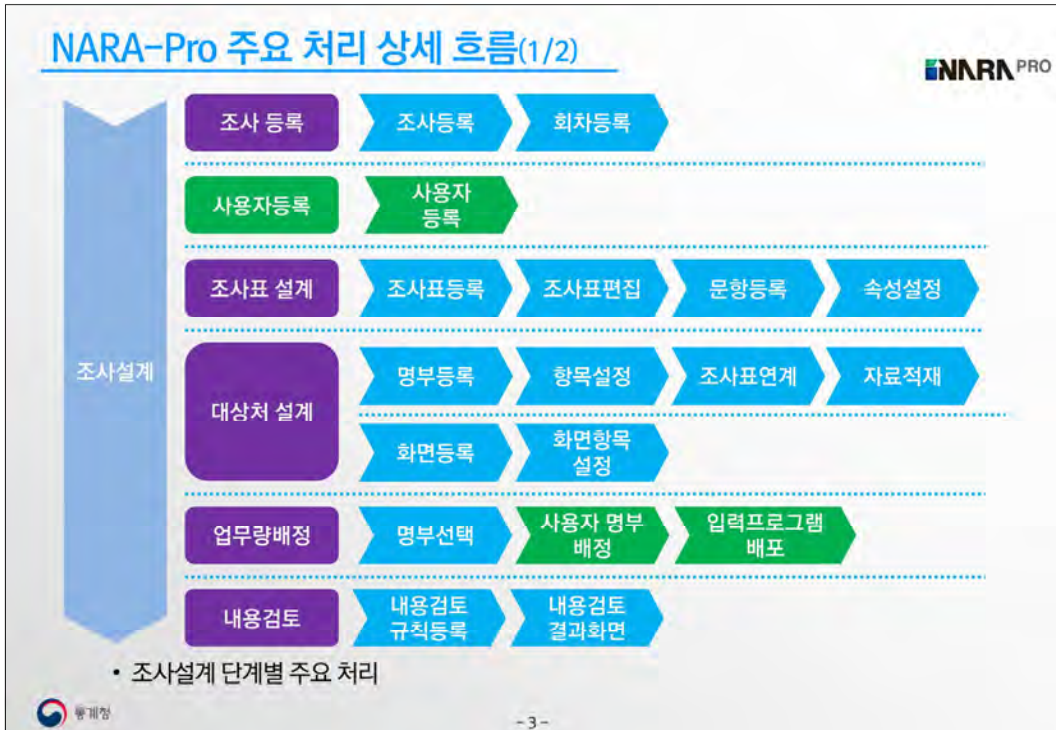 NARA-Pro 주요 처리 상세 흐름(1/2)
NARA PRO
조사설계
조사 등록
조사등록
회차등록
사용자등록
사용자
등록
조사표 설계
조사표등록
조사표편집
문항등록
속성설정
대상처 설계
명부등록
항목설정
조사표연계
자료적재
화면등록
화면항목
설정
업무량배정
명부선택
사용자 명부
배정
입력프로그램
배포
내용검토
내용검토
규칙등록
내용검토
결과화면
• 조사설계 단계별 주요 처리
통계청
- 3 -